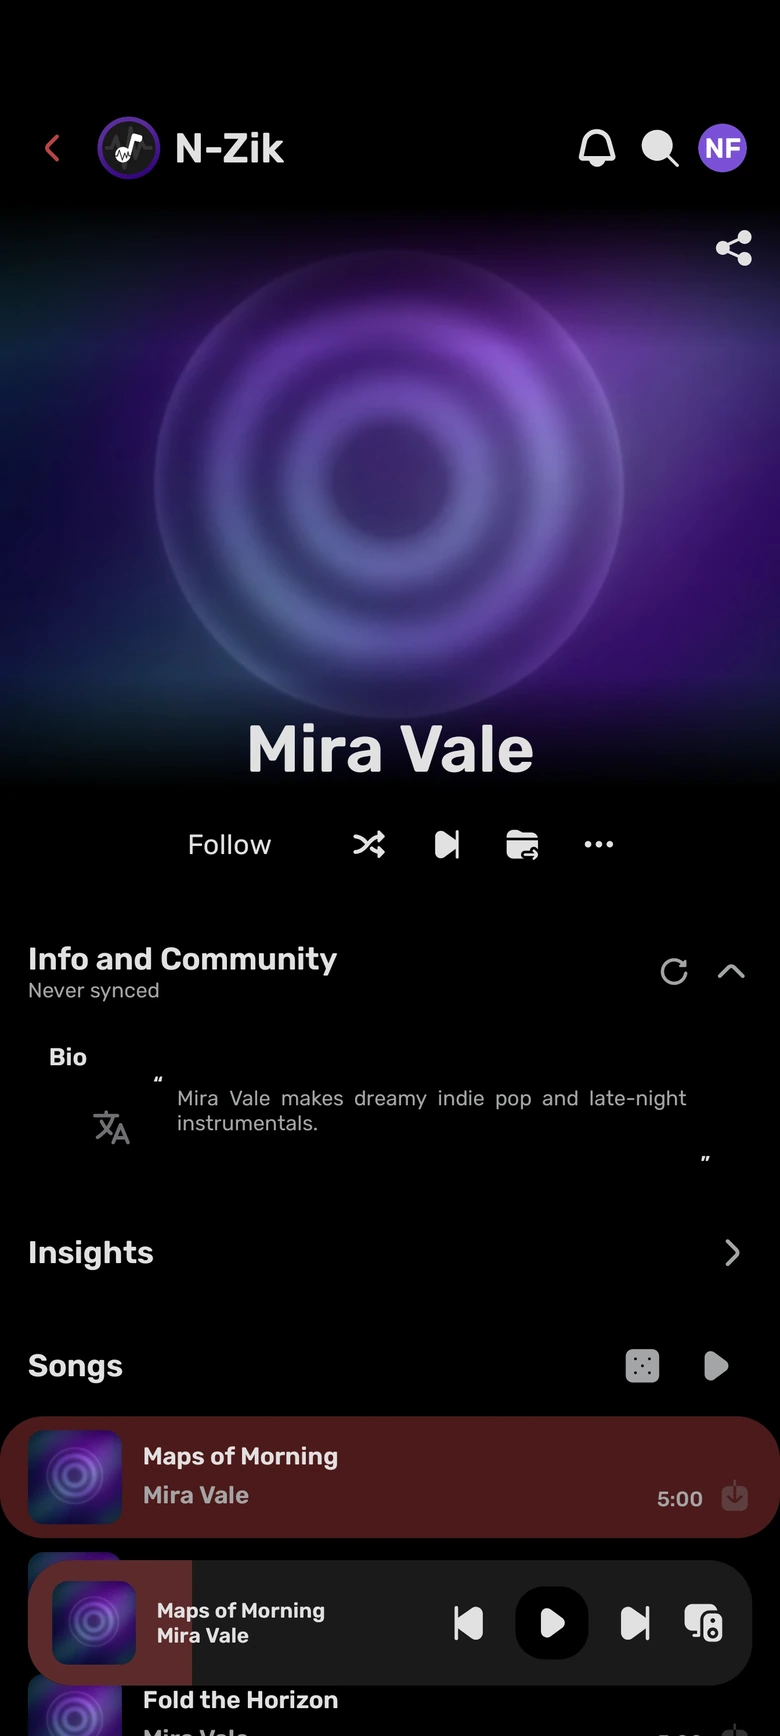 N-Zik
NF
Mira Vale
Follow
Info and Community
Never synced
Bio
“
Mira Vale makes dreamy indie pop and late-night
instrumentals.
”
Insights
Songs
Maps of Morning
Mira Vale
5:00
Maps of Morning
Mira Vale
Fold the Horizon
Mira Vale